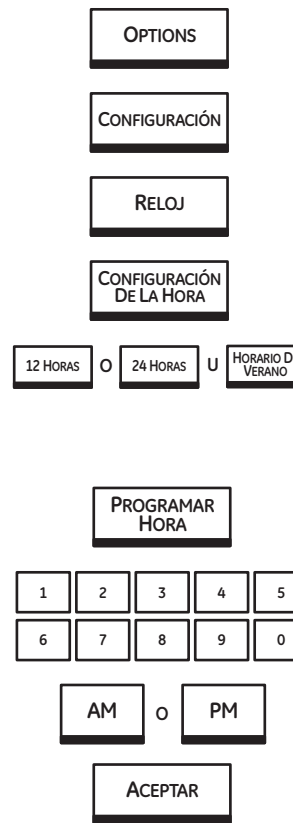 OPTIONS
CONFIGURACIÓN
RELOJ
CONFIGURACIÓN
DE LA HORA
12 HORAS O 24 HORAS U HORARIO D
VERANO
PROGRAMAR
HORA
1 2 3 4 5
6 7 8 9 0
AM O PM
ACEPTAR